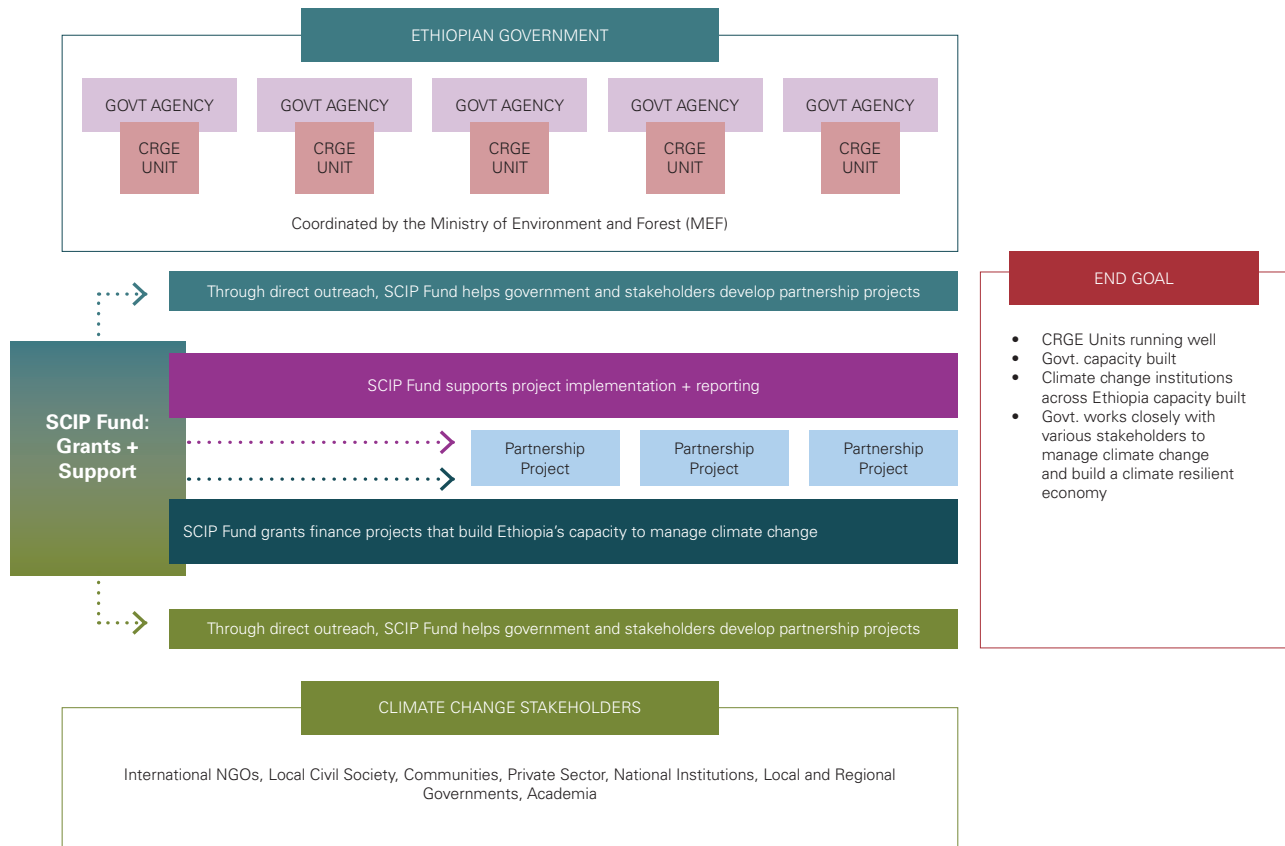 ETHIOPIAN GOVERNMENT
GOVT AGENCY
GOVT AGENCY
GOVT AGENCY
GOVT AGENCY
GOVT AGENCY
CRGE
UNIT
CRGE
UNIT
CRGE
UNIT
CRGE
UNIT
CRGE
UNIT
Coordinated by the Ministry of Environment and Forest (MEF)
Through direct outreach, SCIP Fund helps government and stakeholders develop partnership projects
SCIP Fund:
Grants +
Support
SCIP Fund supports project implementation + reporting
Partnership
Project
Partnership
Project
Partnership
Project
SCIP Fund grants finance projects that build Ethiopia's capacity to manage climate change
Through direct outreach, SCIP Fund helps government and stakeholders develop partnership projects
CLIMATE CHANGE STAKEHOLDERS
International NGOs, Local Civil Society, Communities, Private Sector, National Institutions, Local and Regional
Governments, Academia
END GOAL
• CRGE Units running well
• Govt. capacity built
• Climate change institutions
across Ethiopia capacity built
• Govt. works closely with
various stakeholders to
manage climate change
and build a climate resilient
economy